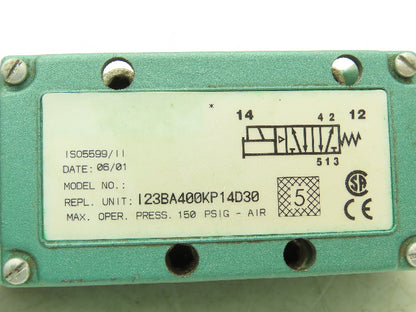 *
14 4 2 12
5 1 3
ISO5599/II
DATE: 06/01
MODEL NO.:
REPL. UNIT: I23BA400KP14D30
MAX. OPER. PRESS. 150 PSIG - AIR
5
SA
CE